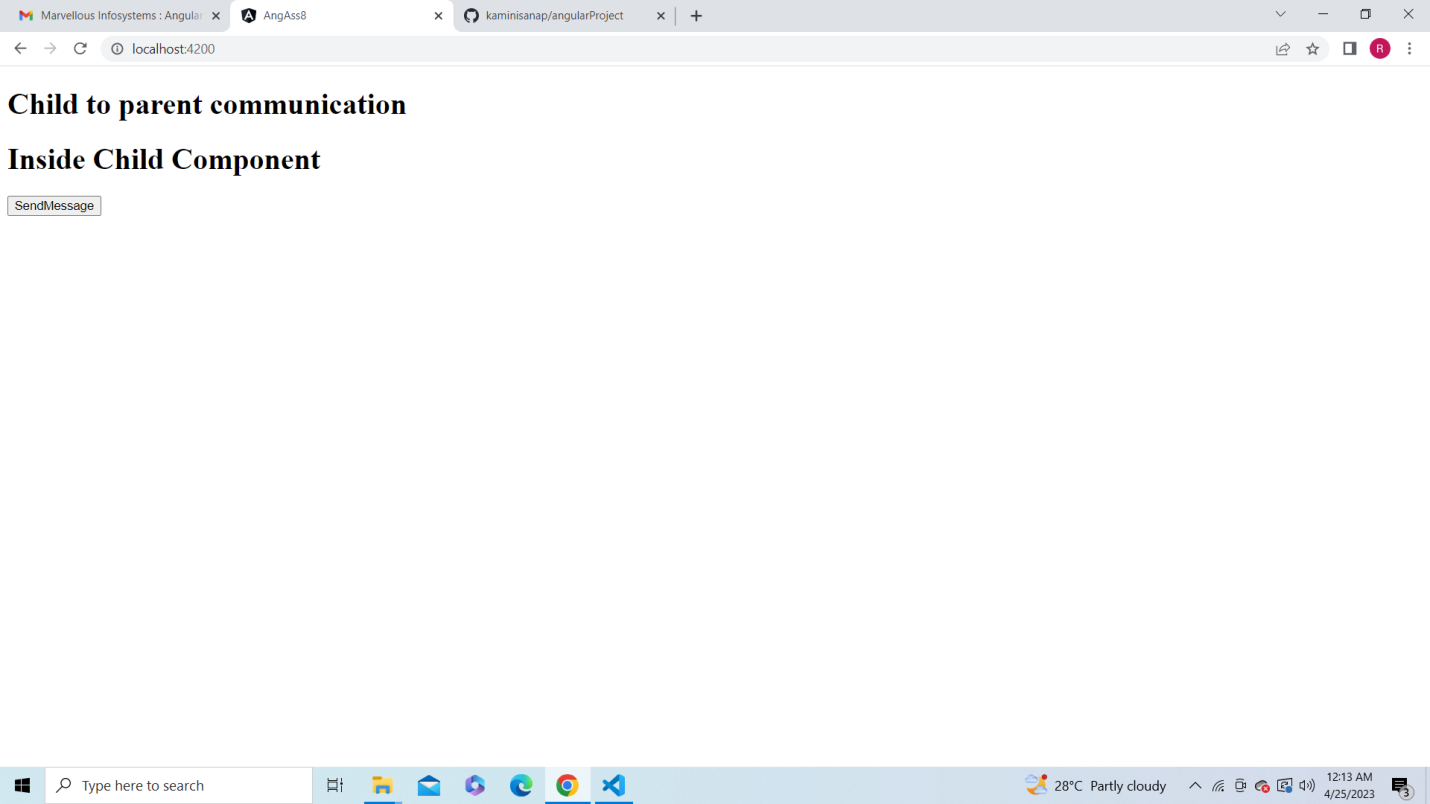 Marvellous Infosystems : Angular
AngAss8
kaminisanap/angularProject
localhost:4200
R
Child to parent communication
Inside Child Component
SendMessage
Type here to search
28°C Partly cloudy
12:13 AM
4/25/2023
3